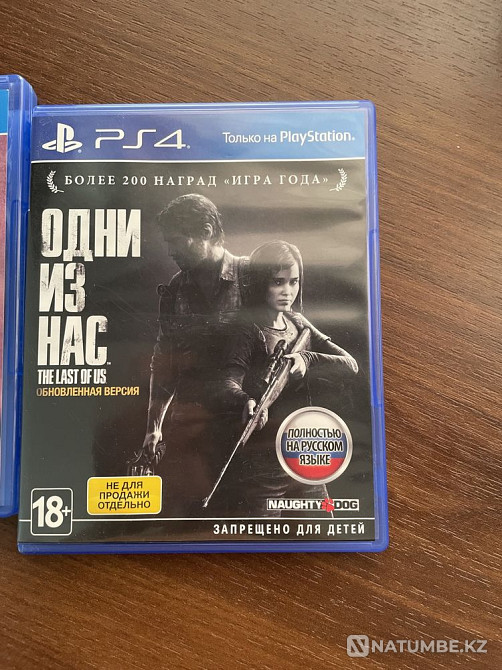 PS4 Только на PlayStation.
БОЛЕЕ 200 НАГРАД «ИГРА ГОДА»
ОДНИ
ИЗ
НАС
THE LAST OF US
ОБНОВЛЕННАЯ ВЕРСИЯ
ПОЛНОСТЬЮ
НА РУССКОМ
ЯЗЫКЕ
НЕ ДЛЯ
ПРОДАЖИ
ОТДЕЛЬНО
18+
NAUGHTY DOG
ЗАПРЕЩЕНО ДЛЯ ДЕТЕЙ
NATUMBE.KZ